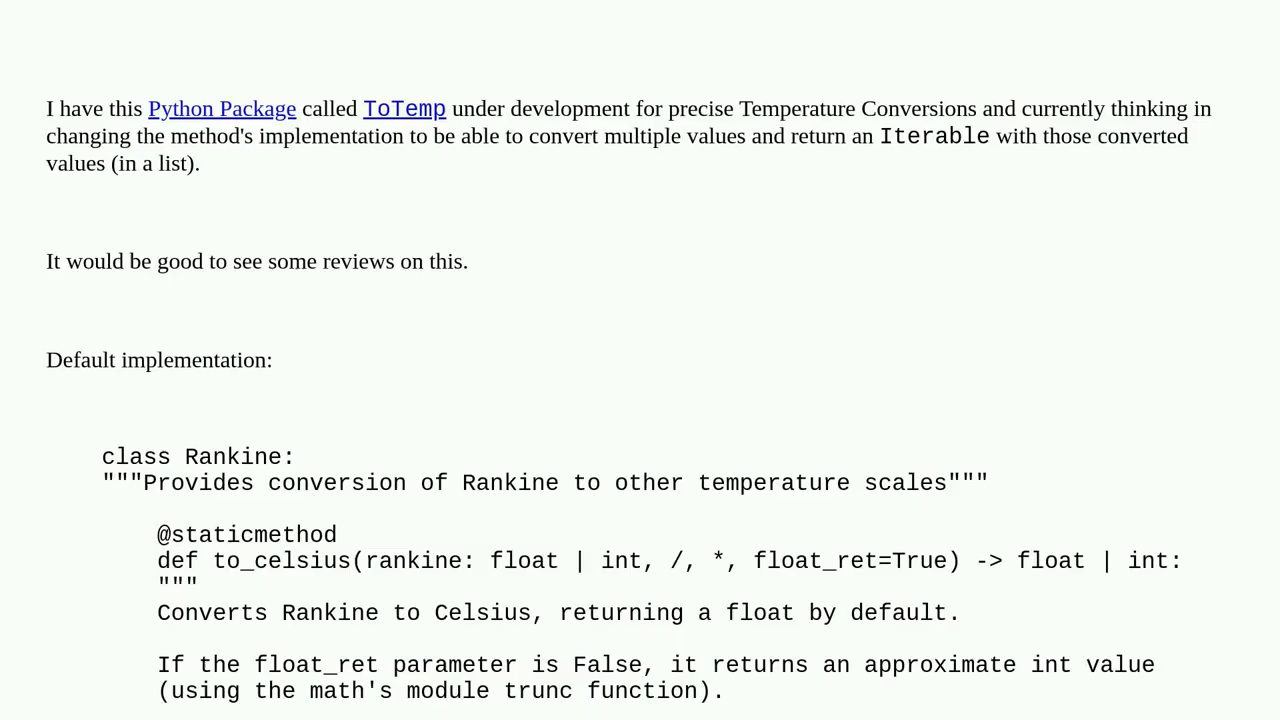 I have this Python Package called ToTemp under development for precise Temperature Conversions and currently thinking in
changing the method's implementation to be able to convert multiple values and return an Iterable with those converted
values (in a list).
It would be good to see some reviews on this.
Default implementation:
class Rankine:
"""Provides conversion of Rankine to other temperature scales"""
@staticmethod
def to_celsius(rankine: float | int, /, *, float_ret=True) -> float | int:
"""
Converts Rankine to Celsius, returning a float by default.
If the float_ret parameter is False, it returns an approximate int value
(using the math's module trunc function).